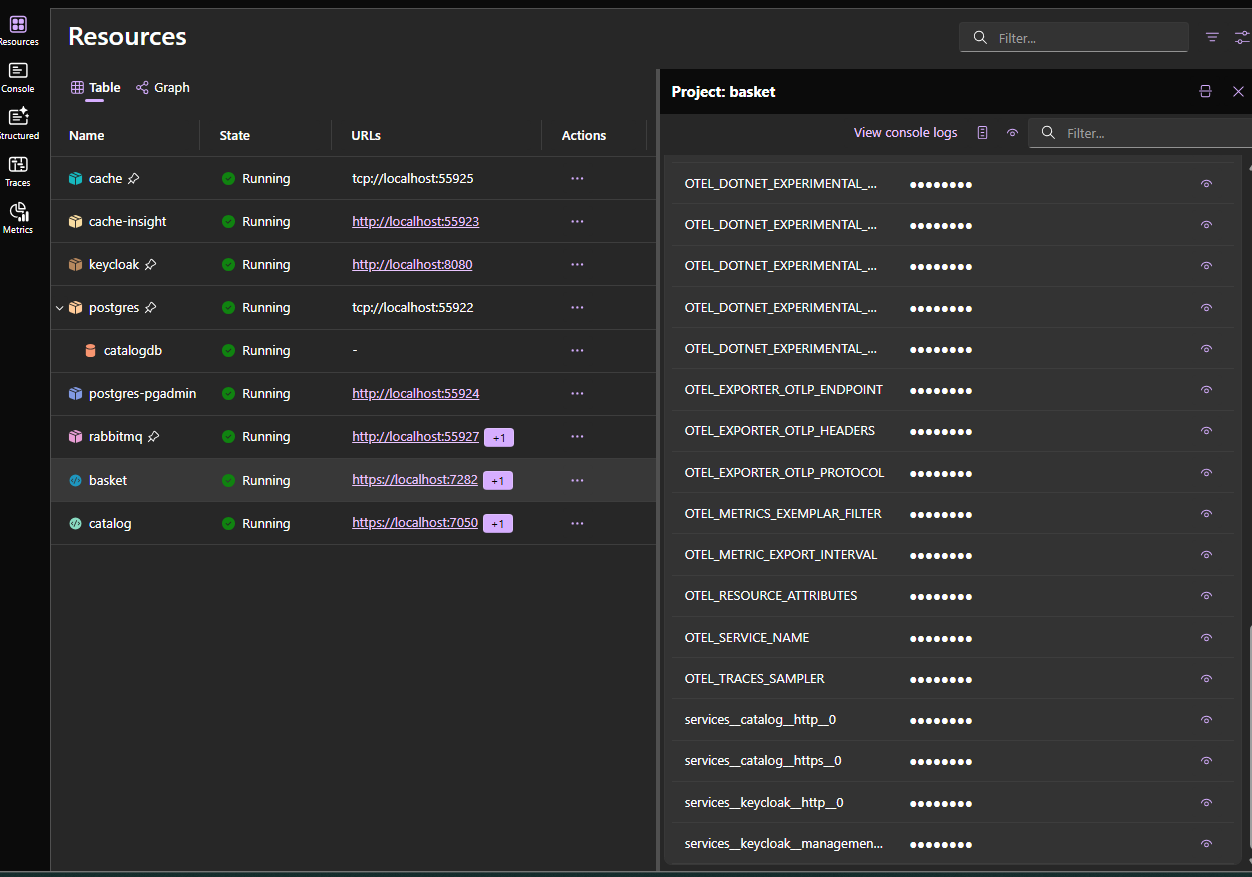 Resources
Console
Structured
Traces
Metrics
Resources
Filter...
Table
Graph
Name State URLs Actions
cache Running tcp://localhost:55925 ...
cache-insight Running http://localhost:55923 ...
keycloak Running http://localhost:8080 ...
postgres Running tcp://localhost:55922 ...
catalogdb Running - ...
postgres-pgadmin Running http://localhost:55924 ...
rabbitmq Running http://localhost:55927 +1 ...
basket Running https://localhost:7282 +1 ...
catalog Running https://localhost:7050 +1 ...
Project: basket
View console logs Filter...
OTEL_DOTNET_EXPERIMENTAL_... ●●●●●●●●
OTEL_DOTNET_EXPERIMENTAL_... ●●●●●●●●
OTEL_DOTNET_EXPERIMENTAL_... ●●●●●●●●
OTEL_DOTNET_EXPERIMENTAL_... ●●●●●●●●
OTEL_DOTNET_EXPERIMENTAL_... ●●●●●●●●
OTEL_EXPORTER_OTLP_ENDPOINT ●●●●●●●●
OTEL_EXPORTER_OTLP_HEADERS ●●●●●●●●
OTEL_EXPORTER_OTLP_PROTOCOL ●●●●●●●●
OTEL_METRICS_EXEMPLAR_FILTER ●●●●●●●●
OTEL_METRIC_EXPORT_INTERVAL ●●●●●●●●
OTEL_RESOURCE_ATTRIBUTES ●●●●●●●●
OTEL_SERVICE_NAME ●●●●●●●●
OTEL_TRACES_SAMPLER ●●●●●●●●
services__catalog__http__0 ●●●●●●●●
services__catalog__https__0 ●●●●●●●●
services__keycloak__http__0 ●●●●●●●●
services__keycloak__managemen... ●●●●●●●●